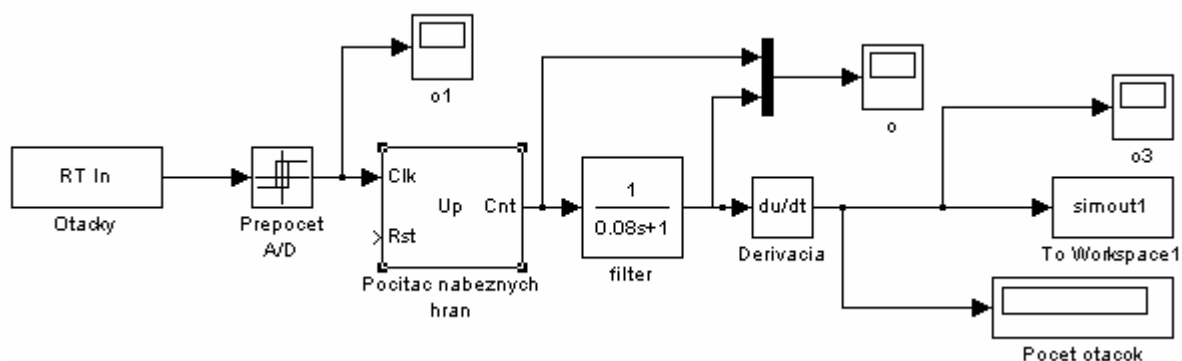 o1
o
o3
RT In
Otacky
Prepocet
A/D
Clk
Up
Cnt
Rst
Pocitac nabeznych
hran
1
0.08s+1
filter
du/dt
Derivacia
simout1
To Workspace1
Pocet otacok